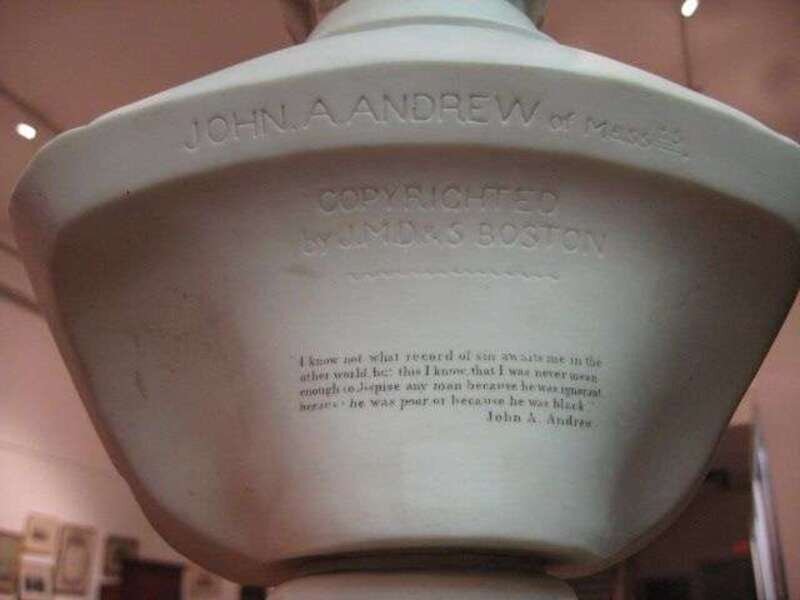 JOHN. A. ANDREW of Mass
COPYRIGHTED
by J.M.D & S BOSTON
"I know not what record of sin awaits me in the
other world but this I know, that I was never mean
enough to despise any man because he was ignorant
because he was poor or because he was black"
John A. Andrew